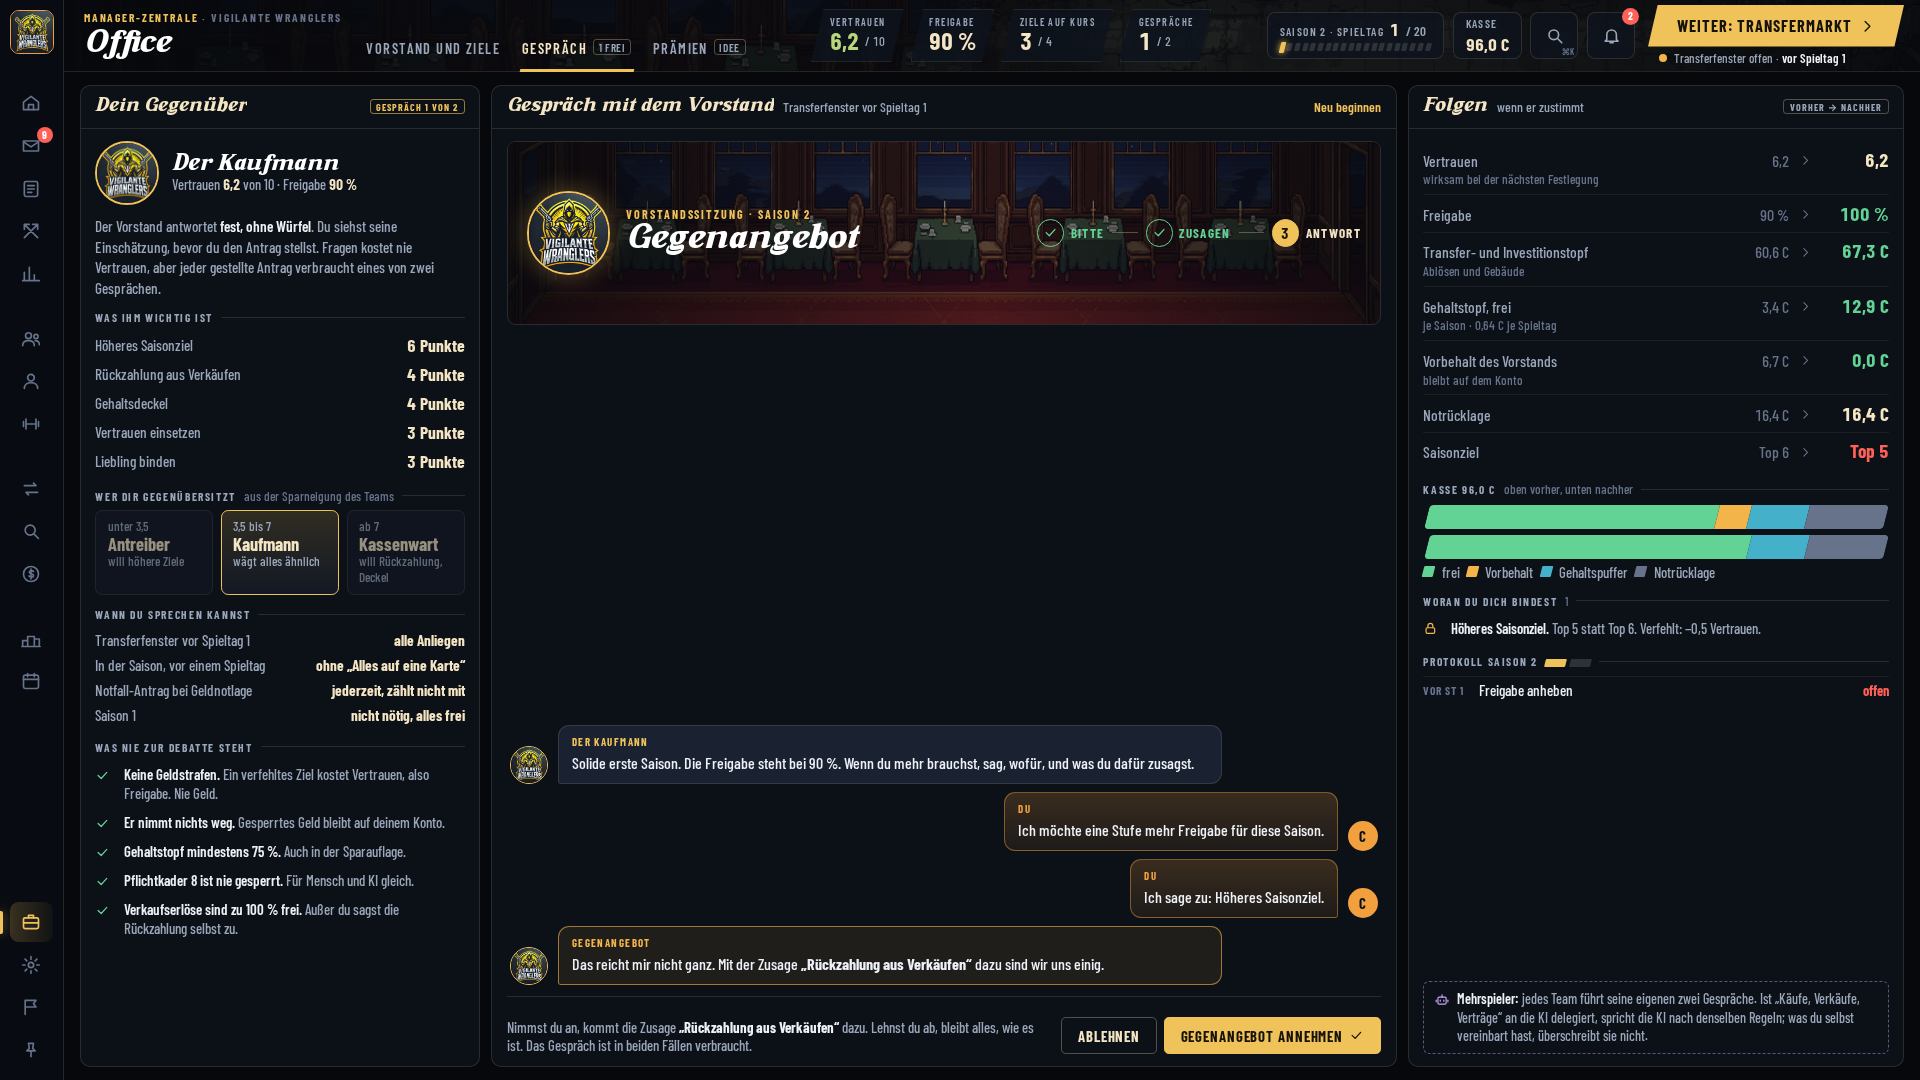 MANAGER-ZENTRALE · VIGILANTE WRANGLERS
Office
VORSTAND UND ZIELE
GESPRÄCH 1 FREI
PRÄMIEN IDEE
VERTRAUEN
6,2 / 10
FREIGABE
90 %
ZIELE AUF KURS
3 / 4
GESPRÄCHE
1 / 2
SAISON 2 · SPIELTAG 1 / 20
KASSE
96,0 C
⌘K
2
WEITER: TRANSFERMARKT
Transferfenster offen · vor Spieltag 1
9
Dein Gegenüber
GESPRÄCH 1 VON 2
VIGILANTE WRANGLERS
Der Kaufmann
Vertrauen 6,2 von 10 · Freigabe 90 %
Der Vorstand antwortet fest, ohne Würfel. Du siehst seine
Einschätzung, bevor du den Antrag stellst. Fragen kostet nie
Vertrauen, aber jeder gestellte Antrag verbraucht eines von zwei
Gesprächen.
WAS IHM WICHTIG IST
Höheres Saisonziel 6 Punkte
Rückzahlung aus Verkäufen 4 Punkte
Gehaltsdeckel 4 Punkte
Vertrauen einsetzen 3 Punkte
Liebling binden 3 Punkte
WER DIR GEGENÜBERSITZT aus der Sparneigung des Teams
unter 3,5
Antreiber
will höhere Ziele
3,5 bis 7
Kaufmann
wägt alles ähnlich
ab 7
Kassenwart
will Rückzahlung,
Deckel
WANN DU SPRECHEN KANNST
Transferfenster vor Spieltag 1 alle Anliegen
In der Saison, vor einem Spieltag ohne „Alles auf eine Karte“
Notfall-Antrag bei Geldnotlage jederzeit, zählt nicht mit
Saison 1 nicht nötig, alles frei
WAS NIE ZUR DEBATTE STEHT
Keine Geldstrafen. Ein verfehltes Ziel kostet Vertrauen, also
Freigabe. Nie Geld.
Er nimmt nichts weg. Gesperrtes Geld bleibt auf deinem Konto.
Gehaltstopf mindestens 75 %. Auch in der Sparauflage.
Pflichtkader 8 ist nie gesperrt. Für Mensch und KI gleich.
Verkaufserlöse sind zu 100 % frei. Außer du sagst die
Rückzahlung selbst zu.
Gespräch mit dem Vorstand Transferfenster vor Spieltag 1
Neu beginnen
VIGILANTE WRANGLERS
VORSTANDSSITZUNG · SAISON 2
Gegenangebot
BITTE
ZUSAGEN
3 ANTWORT
DER KAUFMANN
Solide erste Saison. Die Freigabe steht bei 90 %. Wenn du mehr brauchst, sag, wofür, und was du dafür zusagst.
DU
Ich möchte eine Stufe mehr Freigabe für diese Saison.
C
DU
Ich sage zu: Höheres Saisonziel.
C
GEGENANGEBOT
Das reicht mir nicht ganz. Mit der Zusage „Rückzahlung aus Verkäufen“ dazu sind wir uns einig.
Nimmst du an, kommt die Zusage „Rückzahlung aus Verkäufen“ dazu. Lehnst du ab, bleibt alles, wie es
ist. Das Gespräch ist in beiden Fällen verbraucht.
ABLEHNEN
GEGENANGEBOT ANNEHMEN
Folgen wenn er zustimmt
VORHER → NACHHER
Vertrauen 6,2 6,2
wirksam bei der nächsten Festlegung
Freigabe 90 % 100 %
Transfer- und Investitionstopf 60,6 C 67,3 C
Ablösen und Gebäude
Gehaltstopf, frei 3,4 C 12,9 C
je Saison · 0,64 C je Spieltag
Vorbehalt des Vorstands 6,7 C 0,0 C
bleibt auf dem Konto
Notrücklage 16,4 C 16,4 C
Saisonziel Top 6 Top 5
KASSE 96,0 C oben vorher, unten nachher
frei Vorbehalt Gehaltspuffer Notrücklage
WORAN DU DICH BINDEST 1
Höheres Saisonziel. Top 5 statt Top 6. Verfehlt: −0,5 Vertrauen.
PROTOKOLL SAISON 2
VOR ST 1 Freigabe anheben offen
Mehrspieler: jedes Team führt seine eigenen zwei Gespräche. Ist „Käufe, Verkäufe,
Verträge“ an die KI delegiert, spricht die KI nach denselben Regeln; was du selbst
vereinbart hast, überschreibt sie nicht.